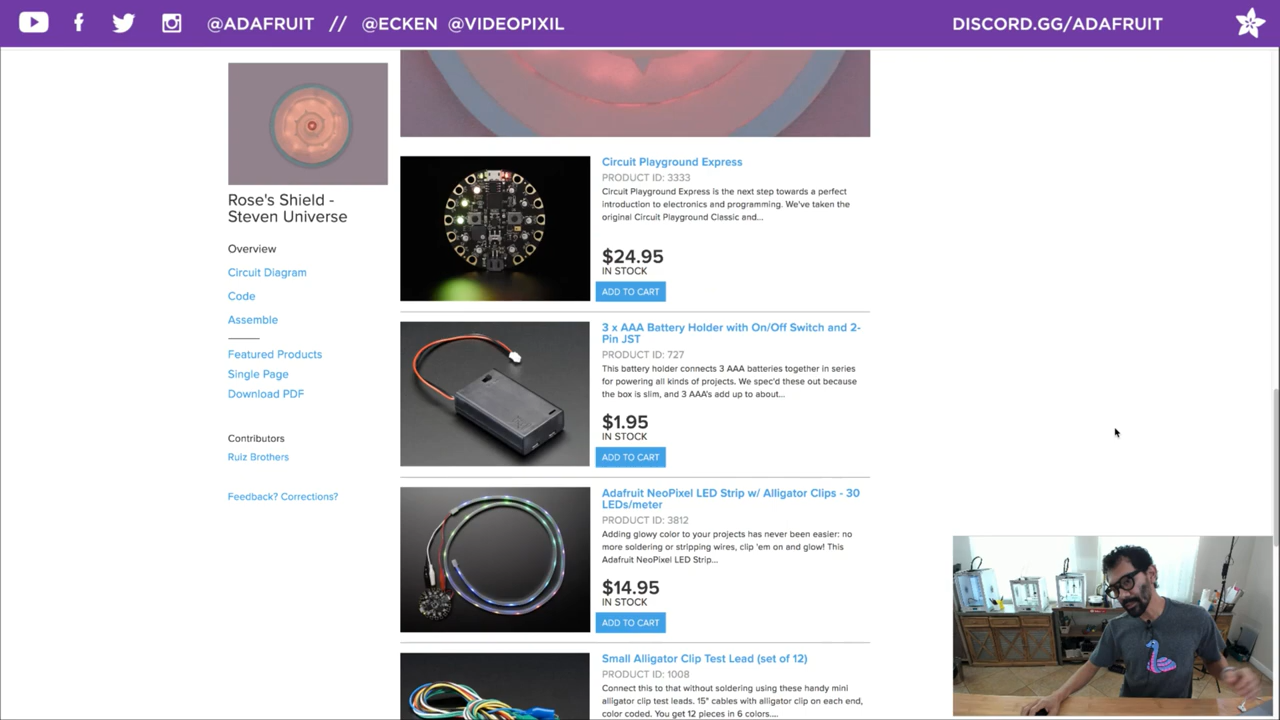 @ADAFRUIT // @ECKEN @VIDEOPIXIL
DISCORD.GG/ADAFRUIT
Rose's Shield -
Steven Universe
Overview
Circuit Diagram
Code
Assemble
Featured Products
Single Page
Download PDF
Contributors
Ruiz Brothers
Feedback? Corrections?
Circuit Playground Express
PRODUCT ID: 3333
Circuit Playground Express is the next step towards a perfect
introduction to electronics and programming. We've taken the
original Circuit Playground Classic and...
$24.95
IN STOCK
ADD TO CART
3 x AAA Battery Holder with On/Off Switch and 2-
Pin JST
PRODUCT ID: 727
This battery holder connects 3 AAA batteries together in series
for powering all kinds of projects. We spec'd these out because
the box is slim, and 3 AAA's add up to about...
$1.95
IN STOCK
ADD TO CART
Adafruit NeoPixel LED Strip w/ Alligator Clips - 30
LEDs/meter
PRODUCT ID: 3812
Adding glowy color to your projects has never been easier: no
more soldering or stripping wires, clip 'em on and glow! This
Adafruit NeoPixel LED Strip...
$14.95
IN STOCK
ADD TO CART
Small Alligator Clip Test Lead (set of 12)
PRODUCT ID: 1008
Connect this to that without soldering using these handy mini
alligator clip test leads. 15" cables with alligator clip on each end,
color coded. You get 12 pieces in 6 colors....